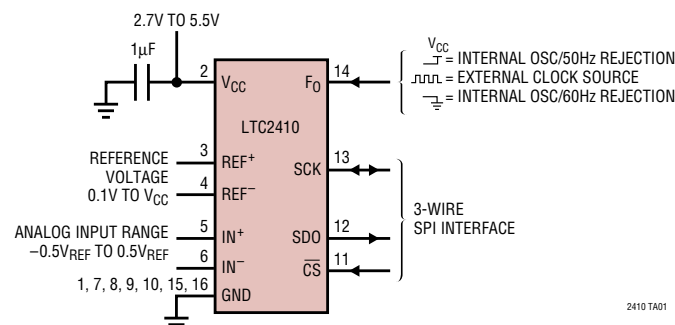 2.7V TO 5.5V
1µF
2
VCC
FO
14
VCC
= INTERNAL OSC/50Hz REJECTION
= EXTERNAL CLOCK SOURCE
= INTERNAL OSC/60Hz REJECTION
LTC2410
REFERENCE
VOLTAGE
0.1V TO VCC
3
REF+
4
REF−
SCK
13
ANALOG INPUT RANGE
−0.5VREF TO 0.5VREF
5
IN+
6
IN−
SDO
12
CS
11
3-WIRE
SPI INTERFACE
1, 7, 8, 9, 10, 15, 16
GND
2410 TA01